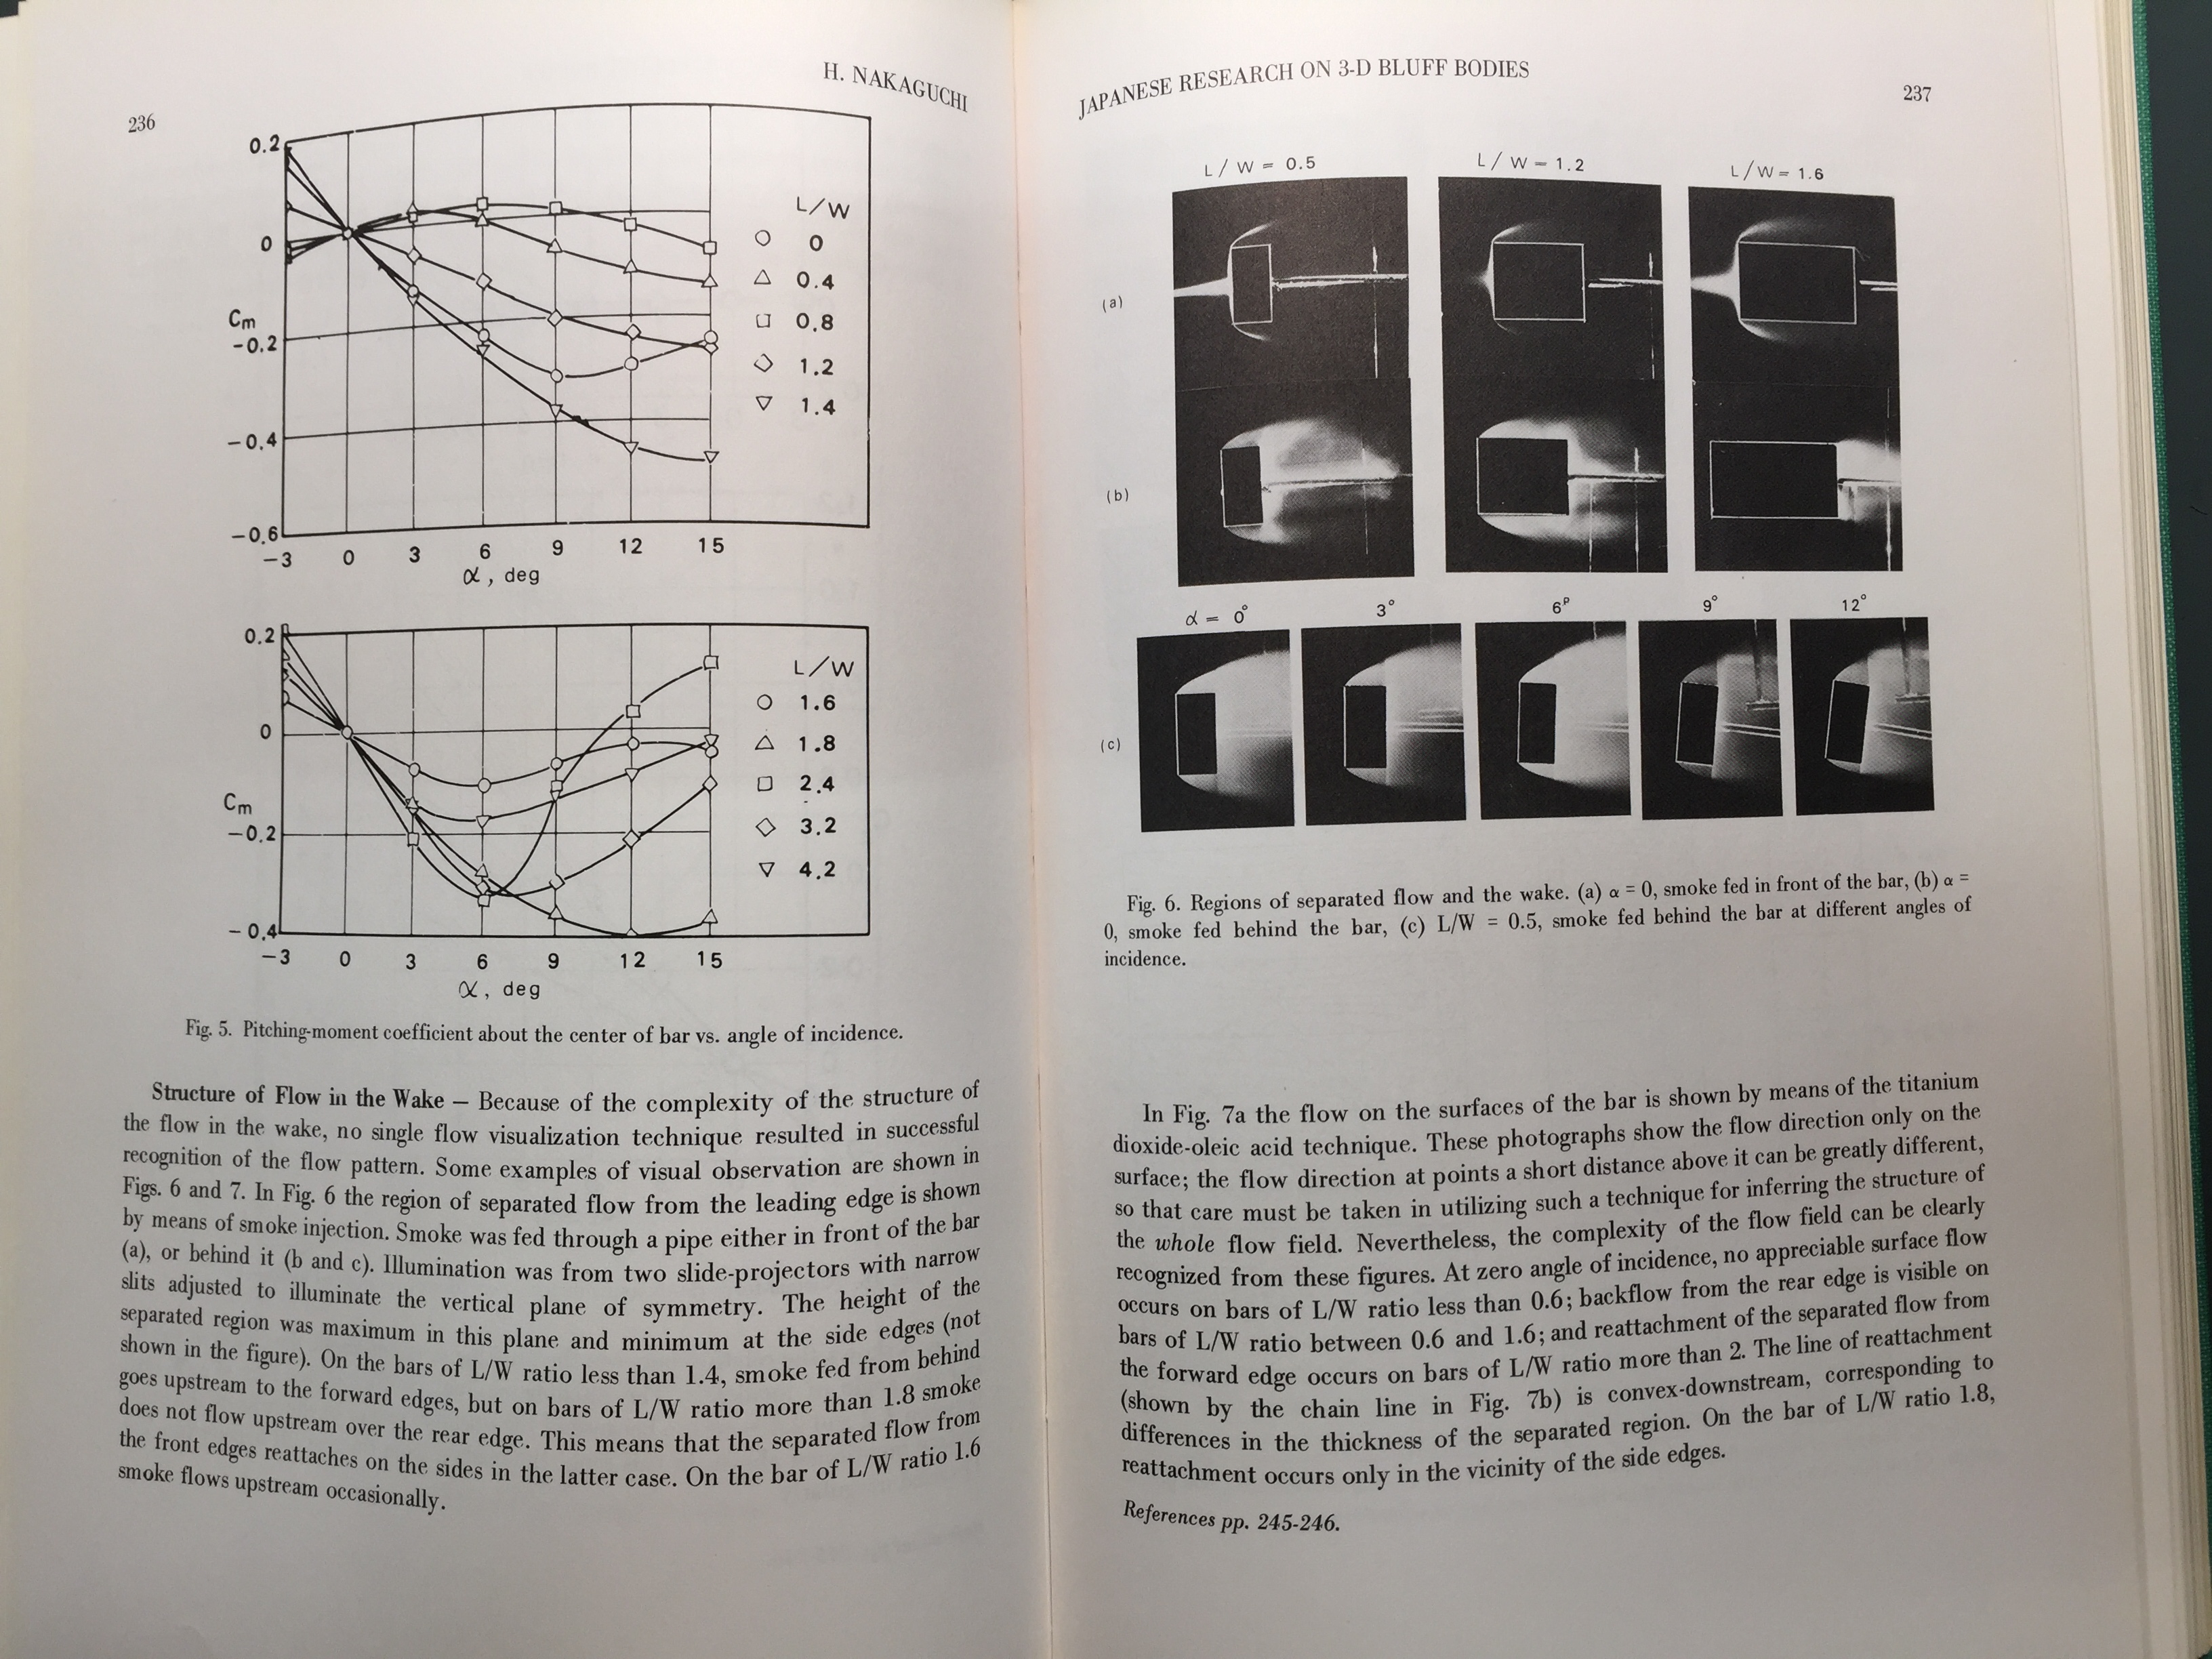 236
H. NAKAGUCHI
0.2
0
Cm
-0.2
-0.4
-0.6
-3 0 3 6 9 12 15
α, deg
L/W
0
0.4
0.8
1.2
1.4
0.2
0
Cm
-0.2
-0.4
-3 0 3 6 9 12 15
α, deg
L/W
1.6
1.8
2.4
3.2
4.2
Fig. 5. Pitching-moment coefficient about the center of bar vs. angle of incidence.
Structure of Flow in the Wake — Because of the complexity of the structure of
the flow in the wake, no single flow visualization technique resulted in successful
recognition of the flow pattern. Some examples of visual observation are shown in
Figs. 6 and 7. In Fig. 6 the region of separated flow from the leading edge is shown
by means of smoke injection. Smoke was fed through a pipe either in front of the bar
(a), or behind it (b and c). Illumination was from two slide-projectors with narrow
slits adjusted to illuminate the vertical plane of symmetry. The height of the
separated region was maximum in this plane and minimum at the side edges (not
shown in the figure). On the bars of L/W ratio less than 1.4, smoke fed from behind
goes upstream to the forward edges, but on bars of L/W ratio more than 1.8 smoke
does not flow upstream over the rear edge. This means that the separated flow from
the front edges reattaches on the sides in the latter case. On the bar of L/W ratio 1.6
smoke flows upstream occasionally.
JAPANESE RESEARCH ON 3-D BLUFF BODIES
237
L/W = 0.5
L/W = 1.2
L/W = 1.6
(a)
(b)
α = 0° 3° 6° 9° 12°
(c)
Fig. 6. Regions of separated flow and the wake. (a) α = 0, smoke fed in front of the bar, (b) α =
0, smoke fed behind the bar, (c) L/W = 0.5, smoke fed behind the bar at different angles of
incidence.
In Fig. 7a the flow on the surfaces of the bar is shown by means of the titanium
dioxide-oleic acid technique. These photographs show the flow direction only on the
surface; the flow direction at points a short distance above it can be greatly different,
so that care must be taken in utilizing such a technique for inferring the structure of
the whole flow field. Nevertheless, the complexity of the flow field can be clearly
recognized from these figures. At zero angle of incidence, no appreciable surface flow
occurs on bars of L/W ratio less than 0.6; backflow from the rear edge is visible on
bars of L/W ratio between 0.6 and 1.6; and reattachment of the separated flow from
the forward edge occurs on bars of L/W ratio more than 2. The line of reattachment
(shown by the chain line in Fig. 7b) is convex-downstream, corresponding to
differences in the thickness of the separated region. On the bar of L/W ratio 1.8,
reattachment occurs only in the vicinity of the side edges.
References pp. 245-246.